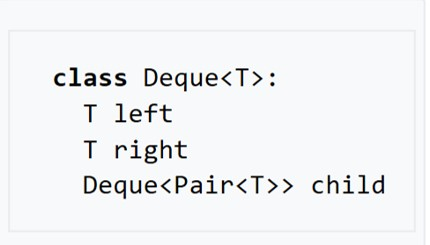 class Deque<T>:
T left
T right
Deque<Pair<T>> child